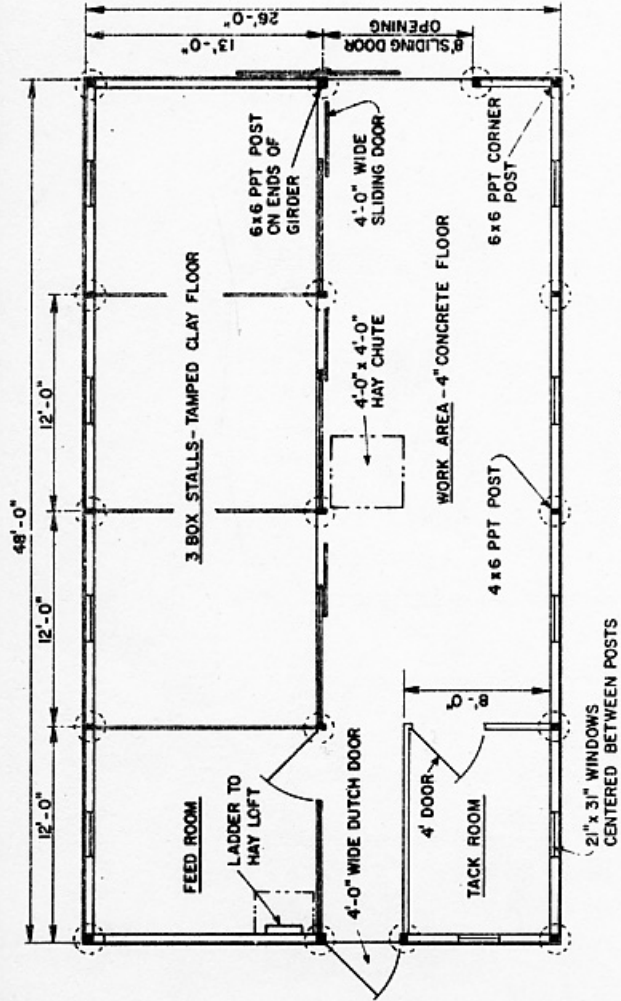 48'-0"
12'-0"
12'-0"
12'-0"
26'-0"
13'-0"
8' SLIDING DOOR
OPENING
FEED ROOM
LADDER TO
HAY LOFT
3 BOX STALLS-TAMPED CLAY FLOOR
6x6 PPT POST
ON ENDS OF
GIRDER
4'-0" WIDE
SLIDING DOOR
4'-0" x 4'-0"
HAY CHUTE
4'-0" WIDE DUTCH DOOR
4' DOOR
TACK ROOM
8'-0"
WORK AREA-4" CONCRETE FLOOR
4x6 PPT POST
6x6 PPT CORNER
POST
21"x 31" WINDOWS
CENTERED BETWEEN POSTS